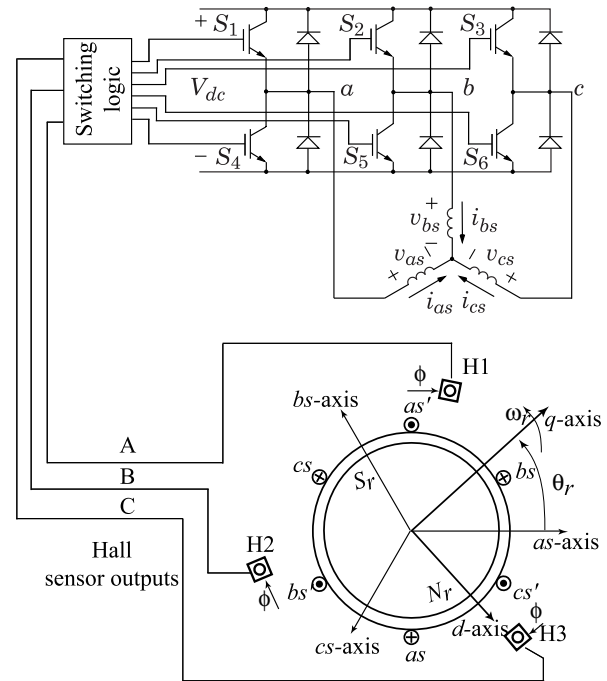 + S1 S2 S3
Switching logic
Vdc a b c
− S4 S5 S6
+
vbs ibs
−
vas − vcs
+ +
ias ics
H1
ϕ
as'
bs-axis
ωr q-axis
A
cs bs
Sr θr
B
C
as-axis
H2
Hall
sensor outputs
bs' Nr cs'
ϕ ϕ
d-axis H3
cs-axis as